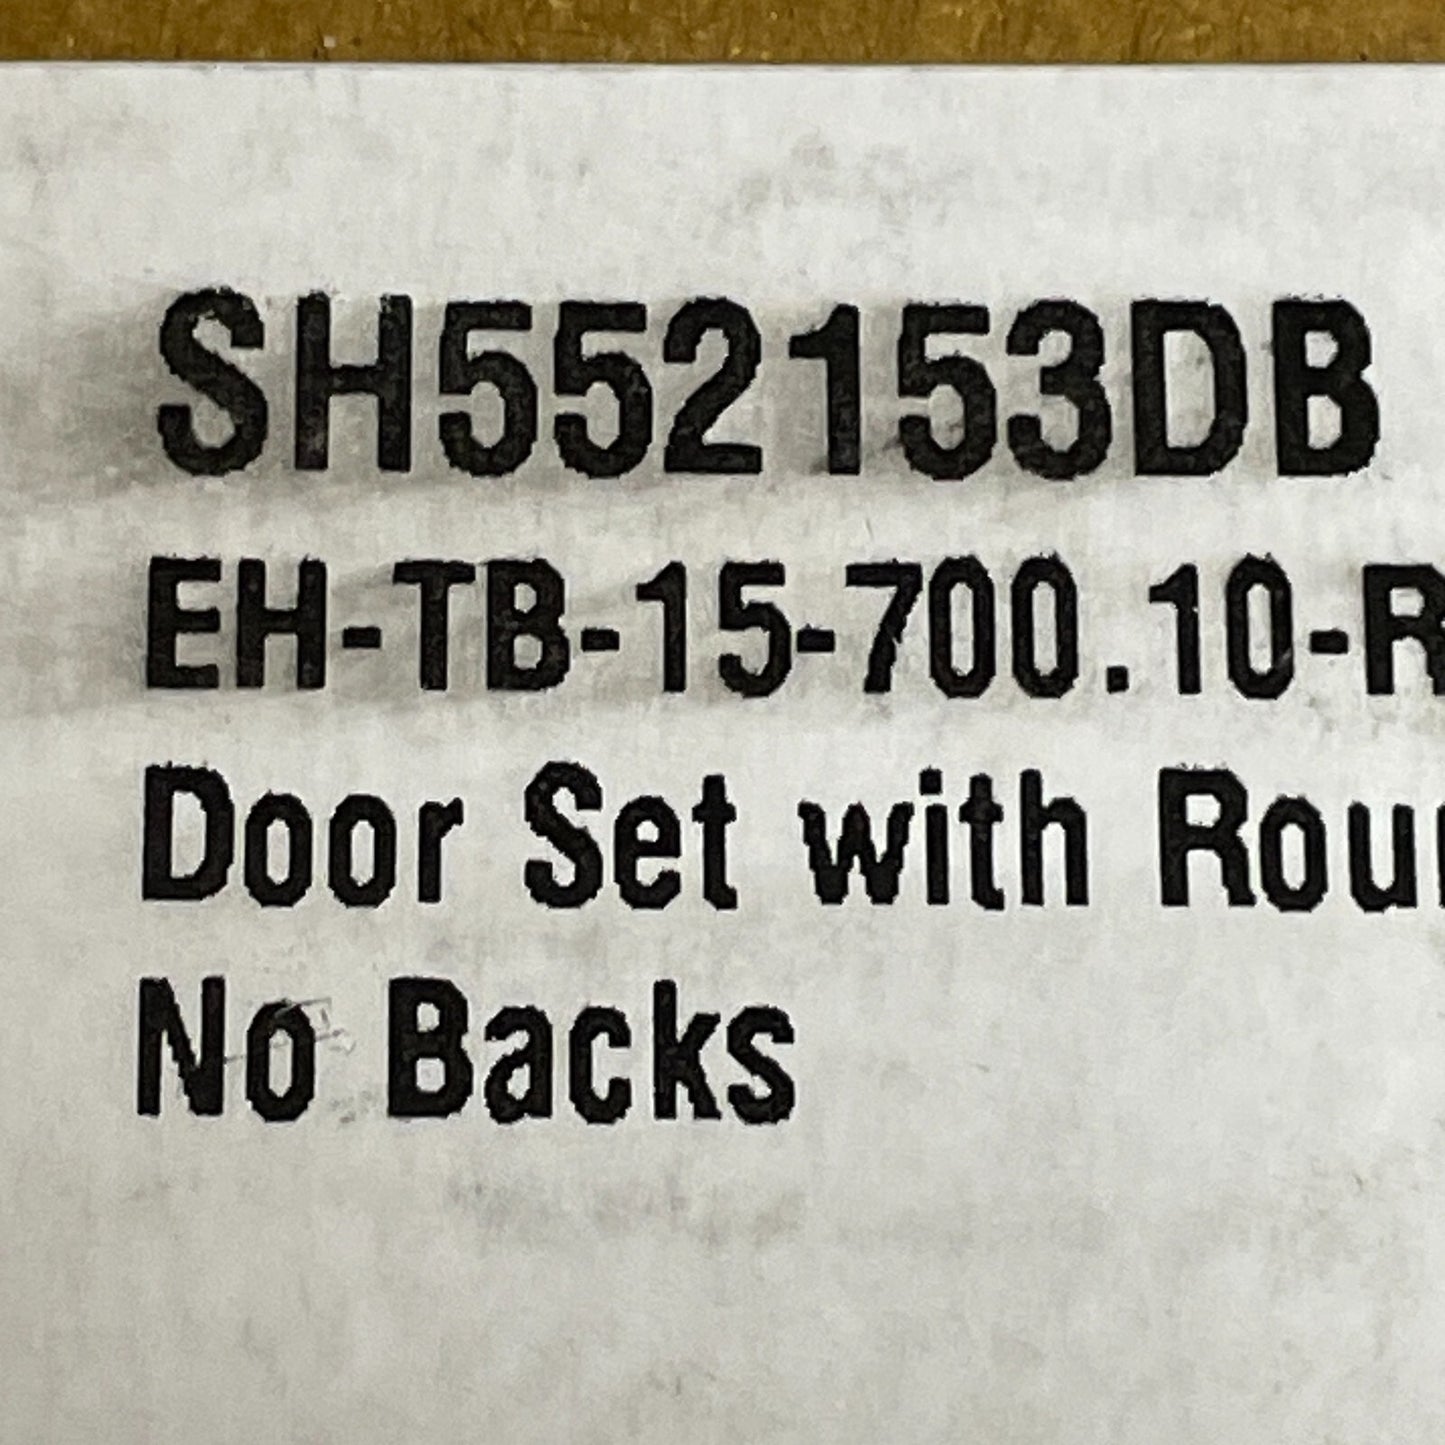 SH552153DB
EH-TB-15-700.10-R
Door Set with Rou
No Backs